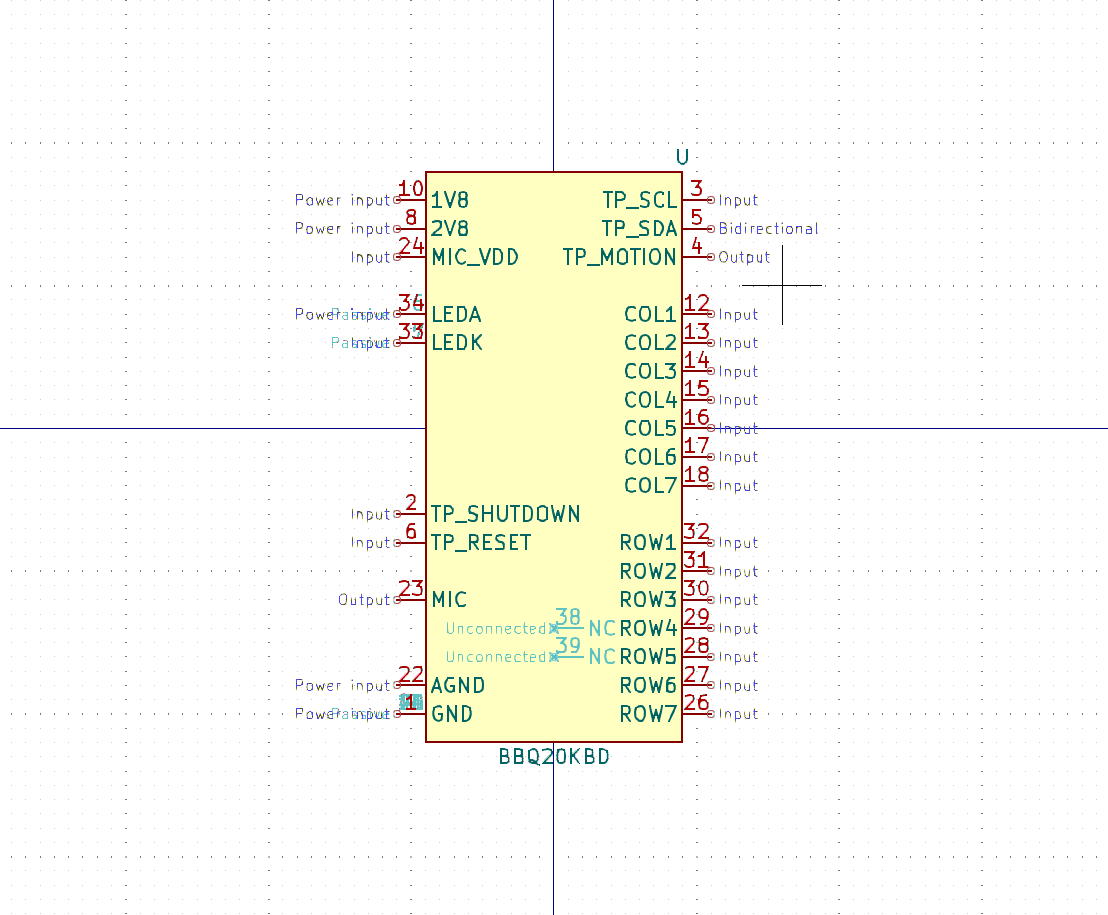 U
10 3
Power input 1V8 TP_SCL Input
8 5
Power input 2V8 TP_SDA Bidirectional
24 4
Input MIC_VDD TP_MOTION Output
34 12
Power input Passive LEDA COL1 Input
33 13
Passive Input LEDK COL2 Input
14
COL3 Input
15
COL4 Input
16
COL5 Input
17
COL6 Input
18
COL7 Input
2
Input TP_SHUTDOWN
6 32
Input TP_RESET ROW1 Input
31
ROW2 Input
23 30
Output MIC ROW3 Input
38 29
Unconnected NC ROW4 Input
39 28
Unconnected NC ROW5 Input
22 27
Power input AGND ROW6 Input
1 26
Power input Passive GND ROW7 Input
BBQ20KBD